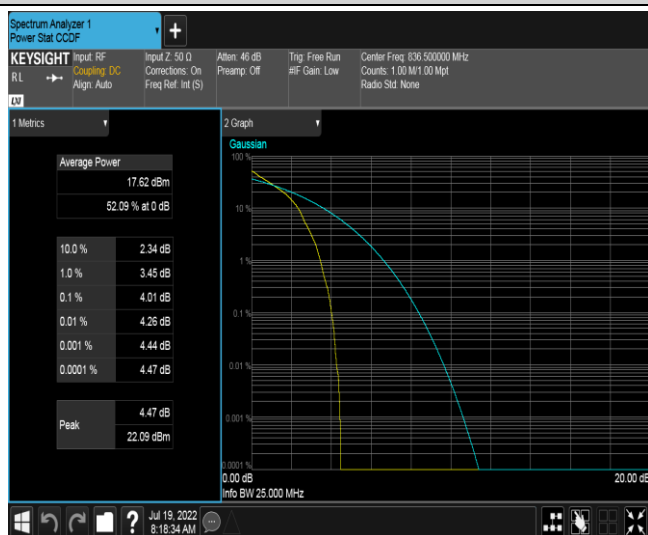 Spectrum Analyzer 1
Power Stat CCDF
KEYSIGHT
RL
LXI
Input: RF
Coupling: DC
Align: Auto
Input Z: 50 Ω
Corrections: On
Freq Ref: Int (S)
Atten: 46 dB
Preamp: Off
Trig: Free Run
#IF Gain: Low
Center Freq: 836.500000 MHz
Counts: 1.00 M/1.00 Mpt
Radio Std: None
1 Metrics
Average Power
17.62 dBm
52.09 % at 0 dB
10.0 % 2.34 dB
1.0 % 3.45 dB
0.1 % 4.01 dB
0.01 % 4.26 dB
0.001 % 4.44 dB
0.0001 % 4.47 dB
Peak
4.47 dB
22.09 dBm
2 Graph
Gaussian
100 %
10 %
1 %
0.1 %
0.01 %
0.001 %
0.0001 %
0.00 dB 20.00 dB
Info BW 25.000 MHz
?
Jul 19, 2022
8:18:34 AM